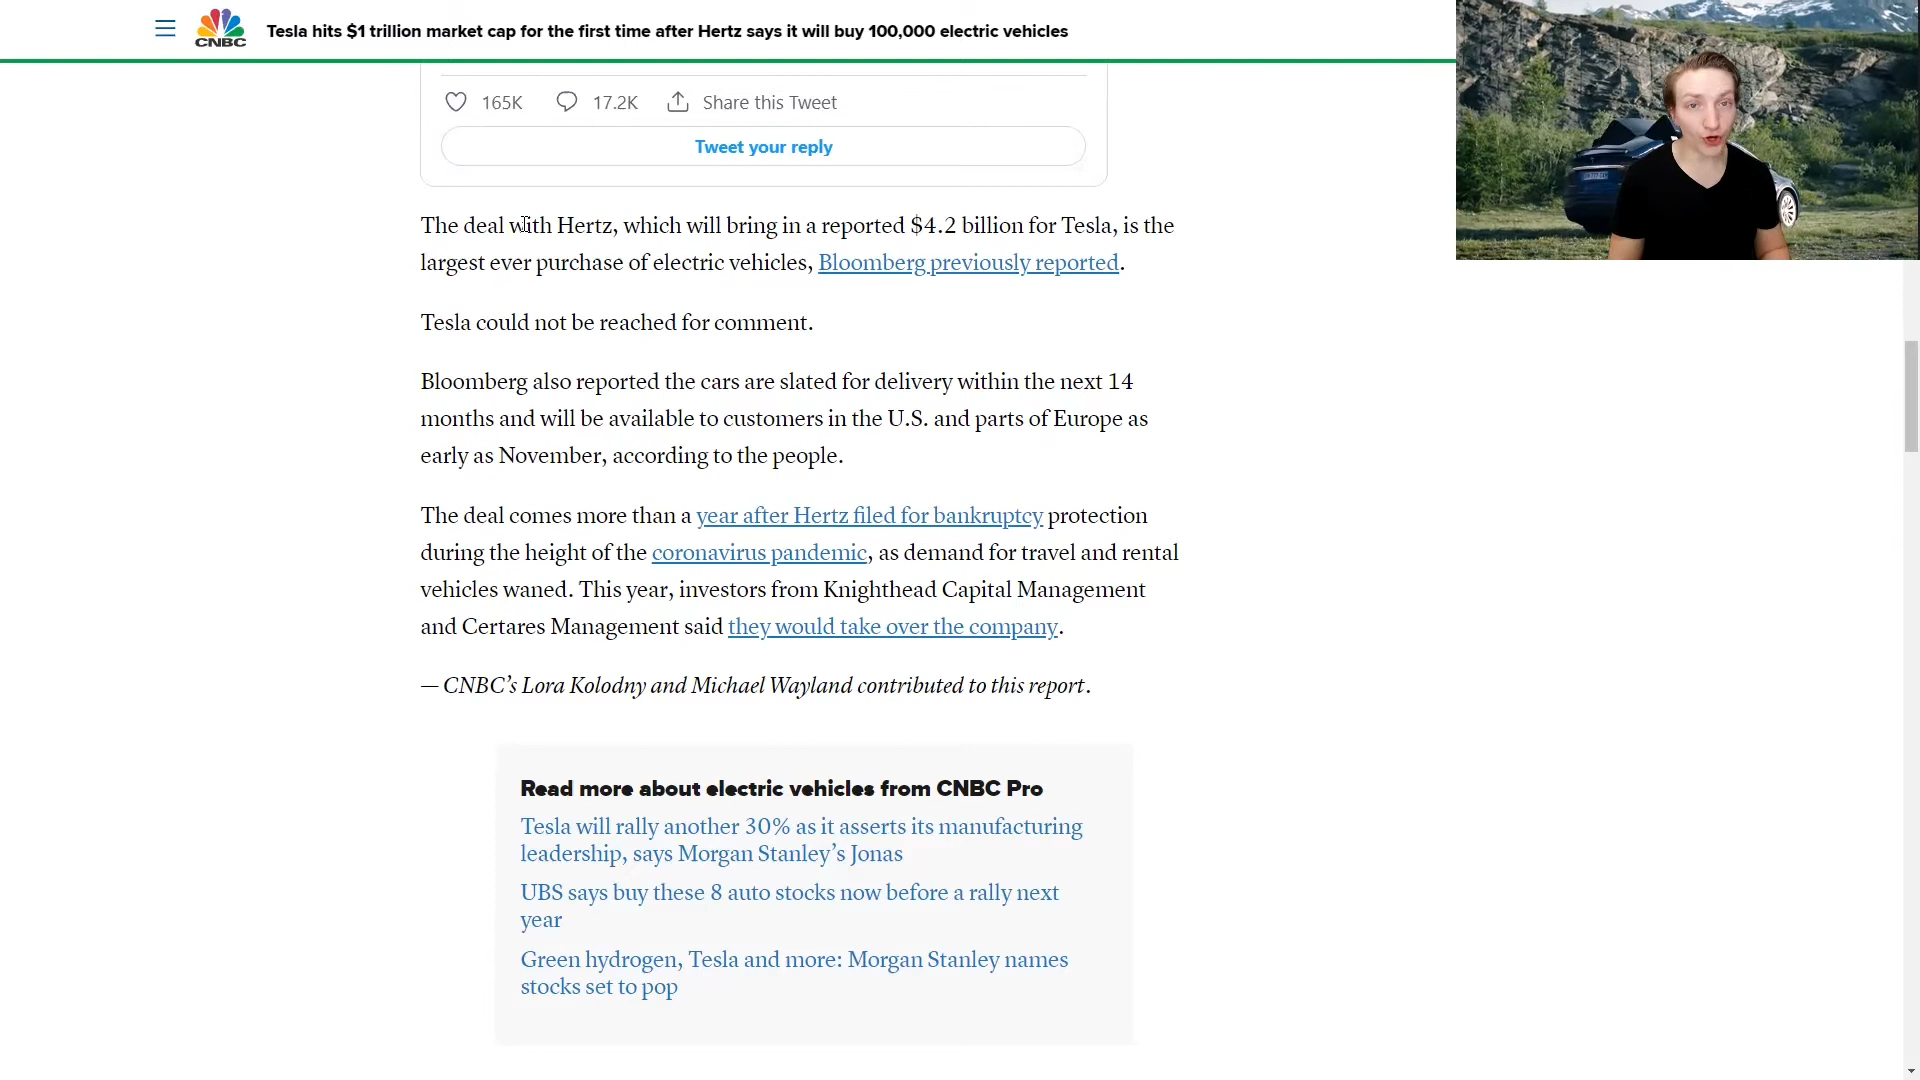 CNBC
Tesla hits $1 trillion market cap for the first time after Hertz says it will buy 100,000 electric vehicles
165K 17.2K Share this Tweet
Tweet your reply
The deal with Hertz, which will bring in a reported $4.2 billion for Tesla, is the
largest ever purchase of electric vehicles, Bloomberg previously reported.
Tesla could not be reached for comment.
Bloomberg also reported the cars are slated for delivery within the next 14
months and will be available to customers in the U.S. and parts of Europe as
early as November, according to the people.
The deal comes more than a year after Hertz filed for bankruptcy protection
during the height of the coronavirus pandemic, as demand for travel and rental
vehicles waned. This year, investors from Knighthead Capital Management
and Certares Management said they would take over the company.
— CNBC’s Lora Kolodny and Michael Wayland contributed to this report.
Read more about electric vehicles from CNBC Pro
Tesla will rally another 30% as it asserts its manufacturing
leadership, says Morgan Stanley’s Jonas
UBS says buy these 8 auto stocks now before a rally next
year
Green hydrogen, Tesla and more: Morgan Stanley names
stocks set to pop